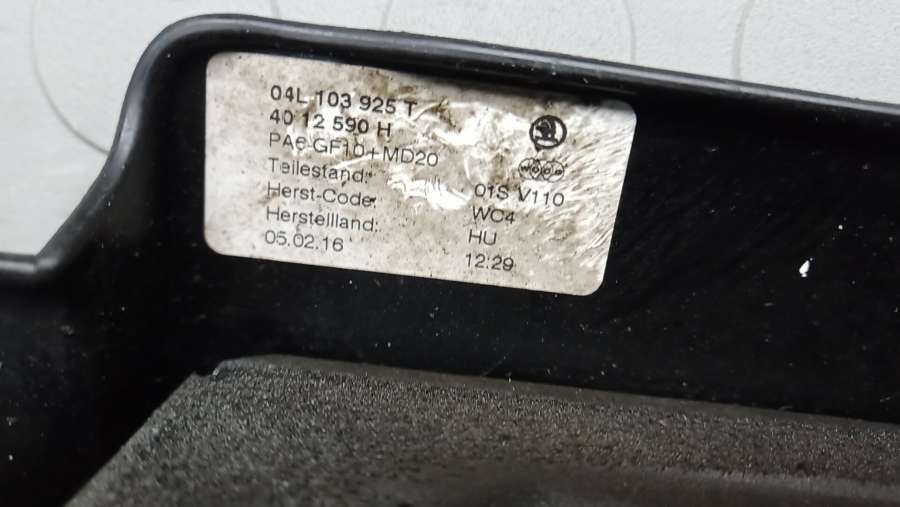 04L 103 925 T
40 12 590 H
PA6-GF10+MD20
Teilestand: 01S V110
Herst-Code: WC4
Herstellland: HU
05.02.16 12:29